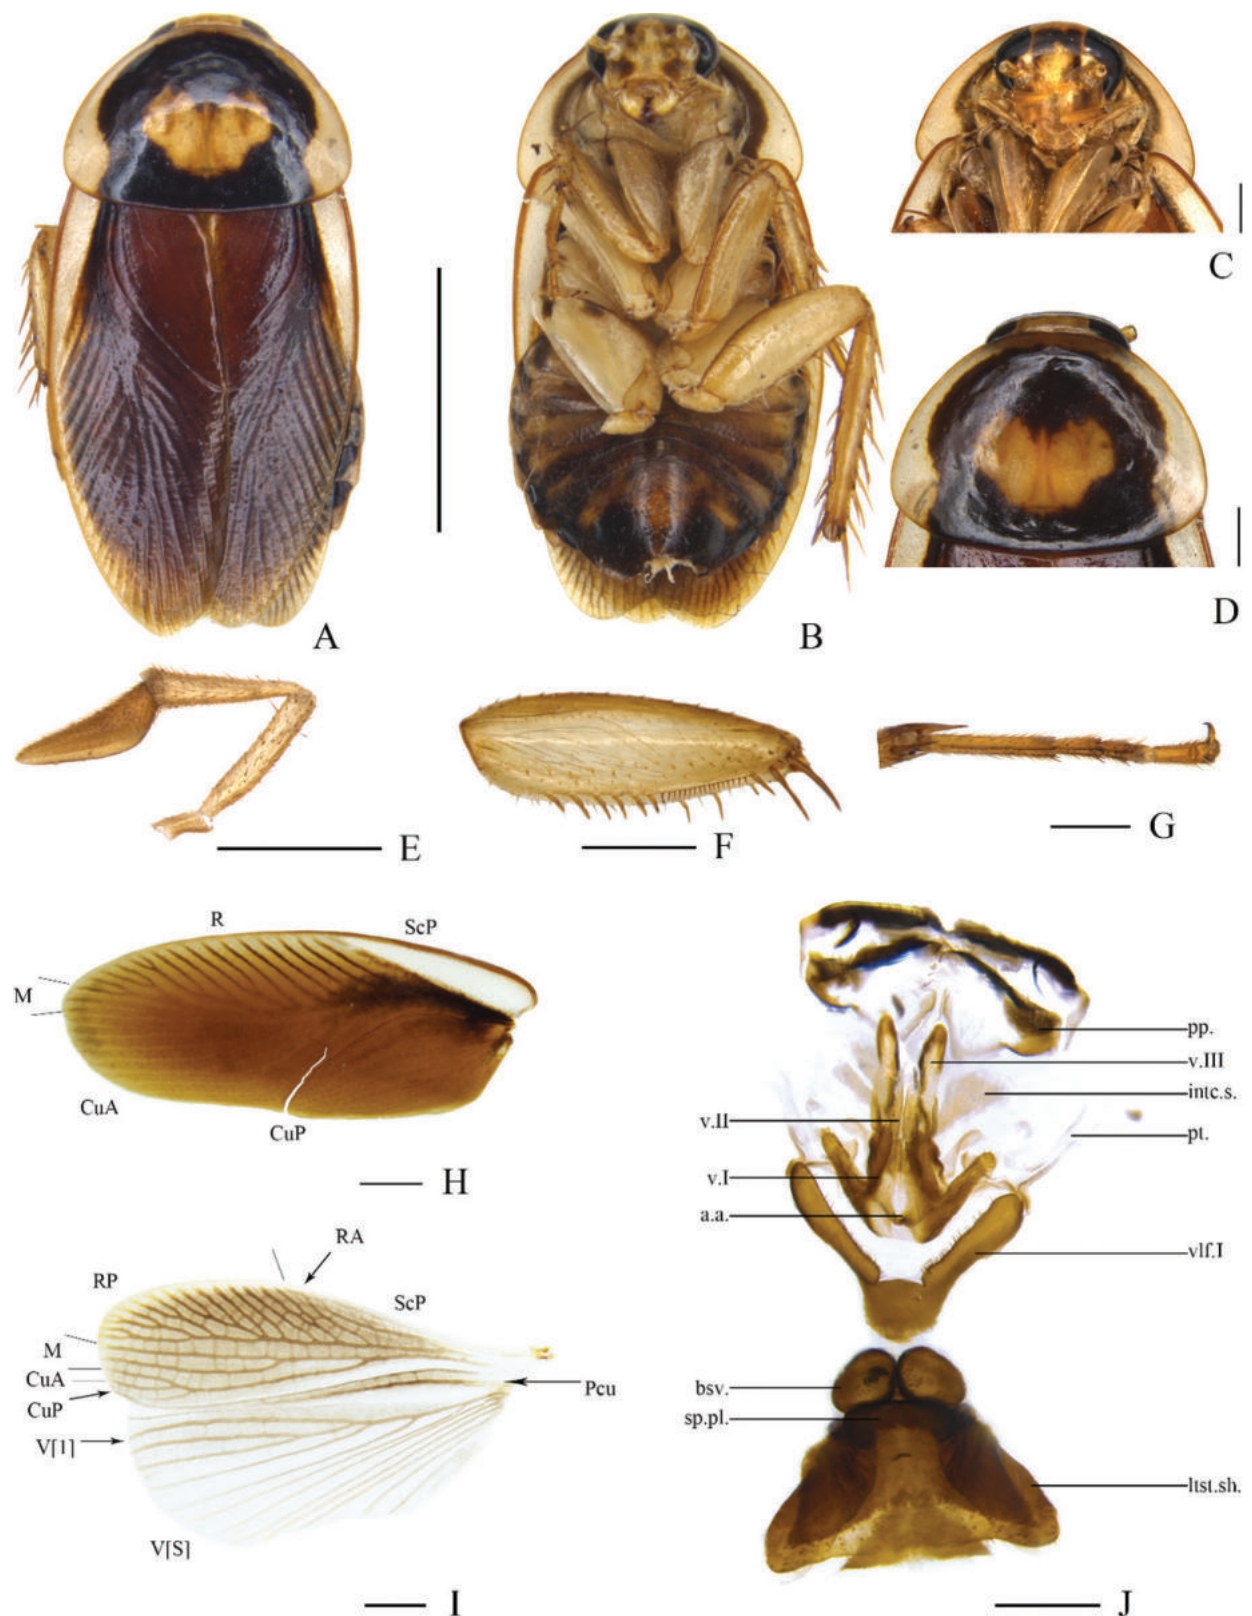 A
B
C
D
E
F
G
R
ScP
M
CuA
CuP
H
RA
RP
ScP
M
CuA
CuP
Pcu
V[1]
V[S]
I
pp.
v.III
intc.s.
v.II
pt.
v.I
a.a.
vlf.I
bsv.
sp.pl.
ltst.sh.
J